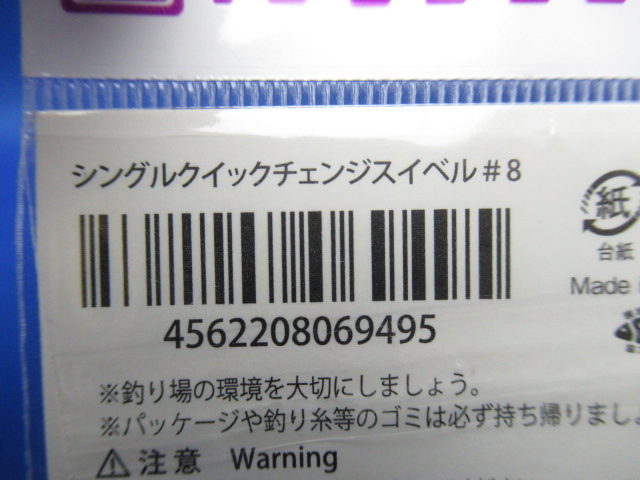 シングルクイックチェンジスイベル#8
紙
台紙
Made
4562208069495
※釣り場の環境を大切にしましょう。
※パッケージや釣り糸等のゴミは必ず持ち帰りましょ
注意 Warning